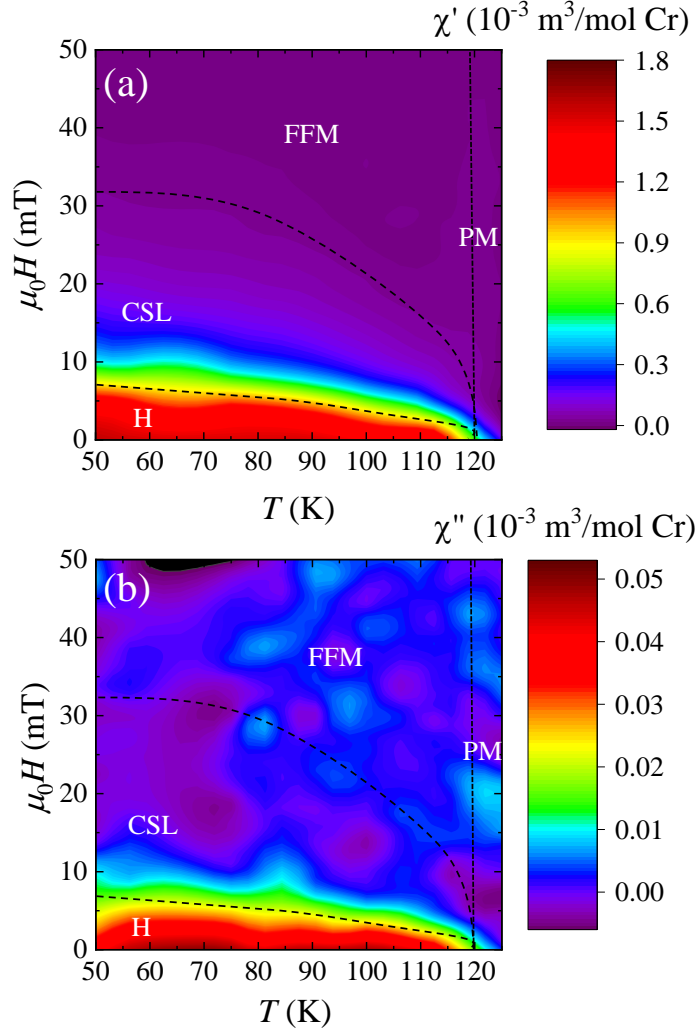 χ' (10⁻³ m³/mol Cr)
(a)
50
40
30
20
10
0
μ₀H (mT)
FFM
PM
CSL
H
50 60 70 80 90 100 110 120
T (K)
1.8
1.5
1.2
0.9
0.6
0.3
0.0
χ'' (10⁻³ m³/mol Cr)
(b)
50
40
30
20
10
0
μ₀H (mT)
FFM
PM
CSL
H
50 60 70 80 90 100 110 120
T (K)
0.05
0.04
0.03
0.02
0.01
0.00